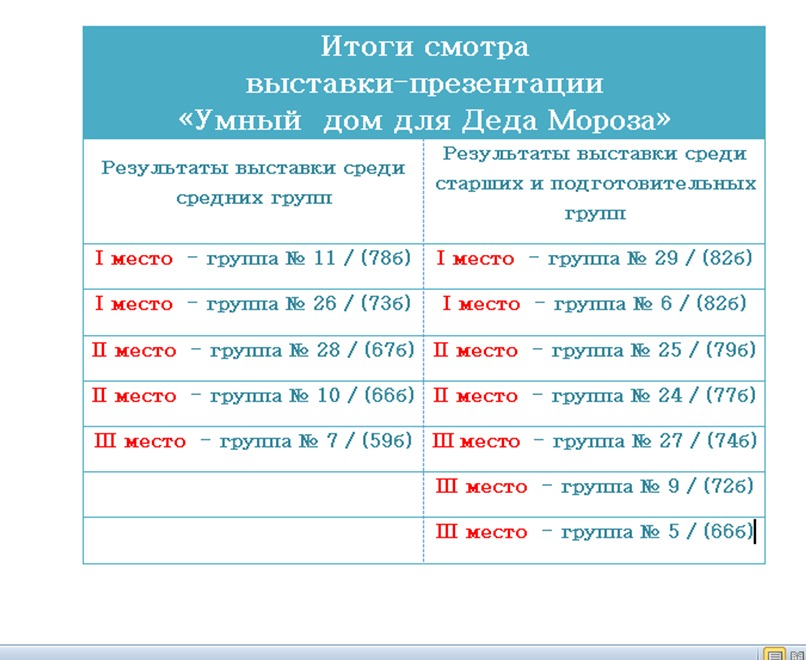 Итоги смотра
выставки-презентации
«Умный дом для Деда Мороза»
Результаты выставки среди
средних групп
Результаты выставки среди
старших и подготовительных
групп
I место - группа № 11 / (78б)
I место - группа № 29 / (82б)
I место - группа № 26 / (73б)
I место - группа № 6 / (82б)
II место - группа № 28 / (67б)
II место - группа № 25 / (79б)
II место - группа № 10 / (66б)
II место - группа № 24 / (77б)
III место - группа № 7 / (59б)
III место - группа № 27 / (74б)
III место - группа № 9 / (72б)
III место - группа № 5 / (66б)